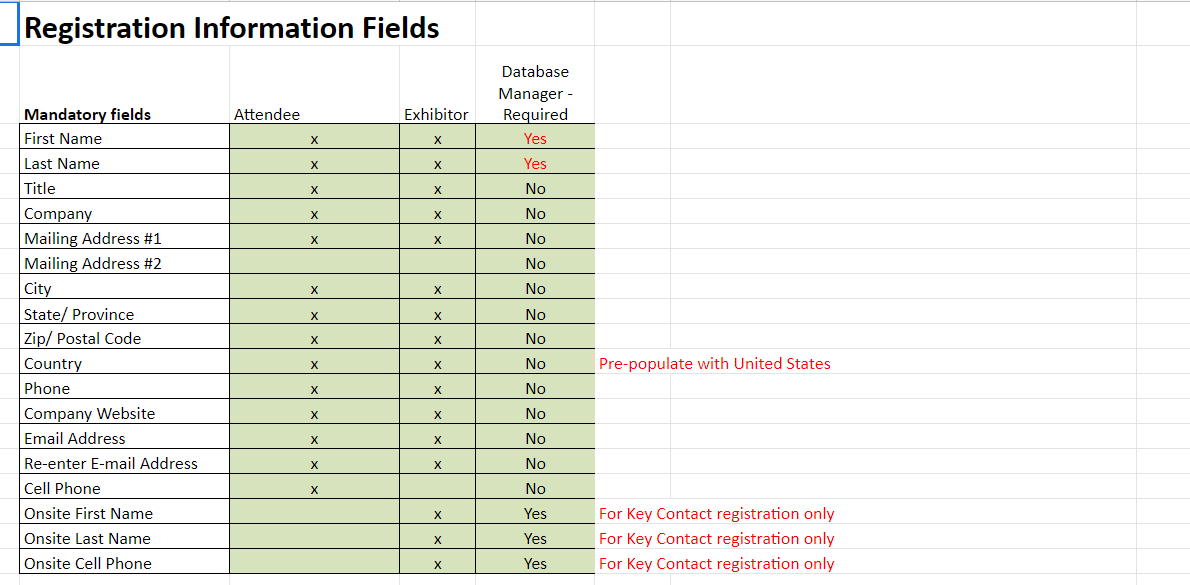 Registration Information Fields
Database
Manager -
Mandatory fields Attendee Exhibitor Required
First Name x x Yes
Last Name x x Yes
Title x x No
Company x x No
Mailing Address #1 x x No
Mailing Address #2 No
City x x No
State/ Province x x No
Zip/ Postal Code x x No
Country x x No Pre-populate with United States
Phone x x No
Company Website x x No
Email Address x x No
Re-enter E-mail Address x x No
Cell Phone x No
Onsite First Name x Yes For Key Contact registration only
Onsite Last Name x Yes For Key Contact registration only
Onsite Cell Phone x Yes For Key Contact registration only